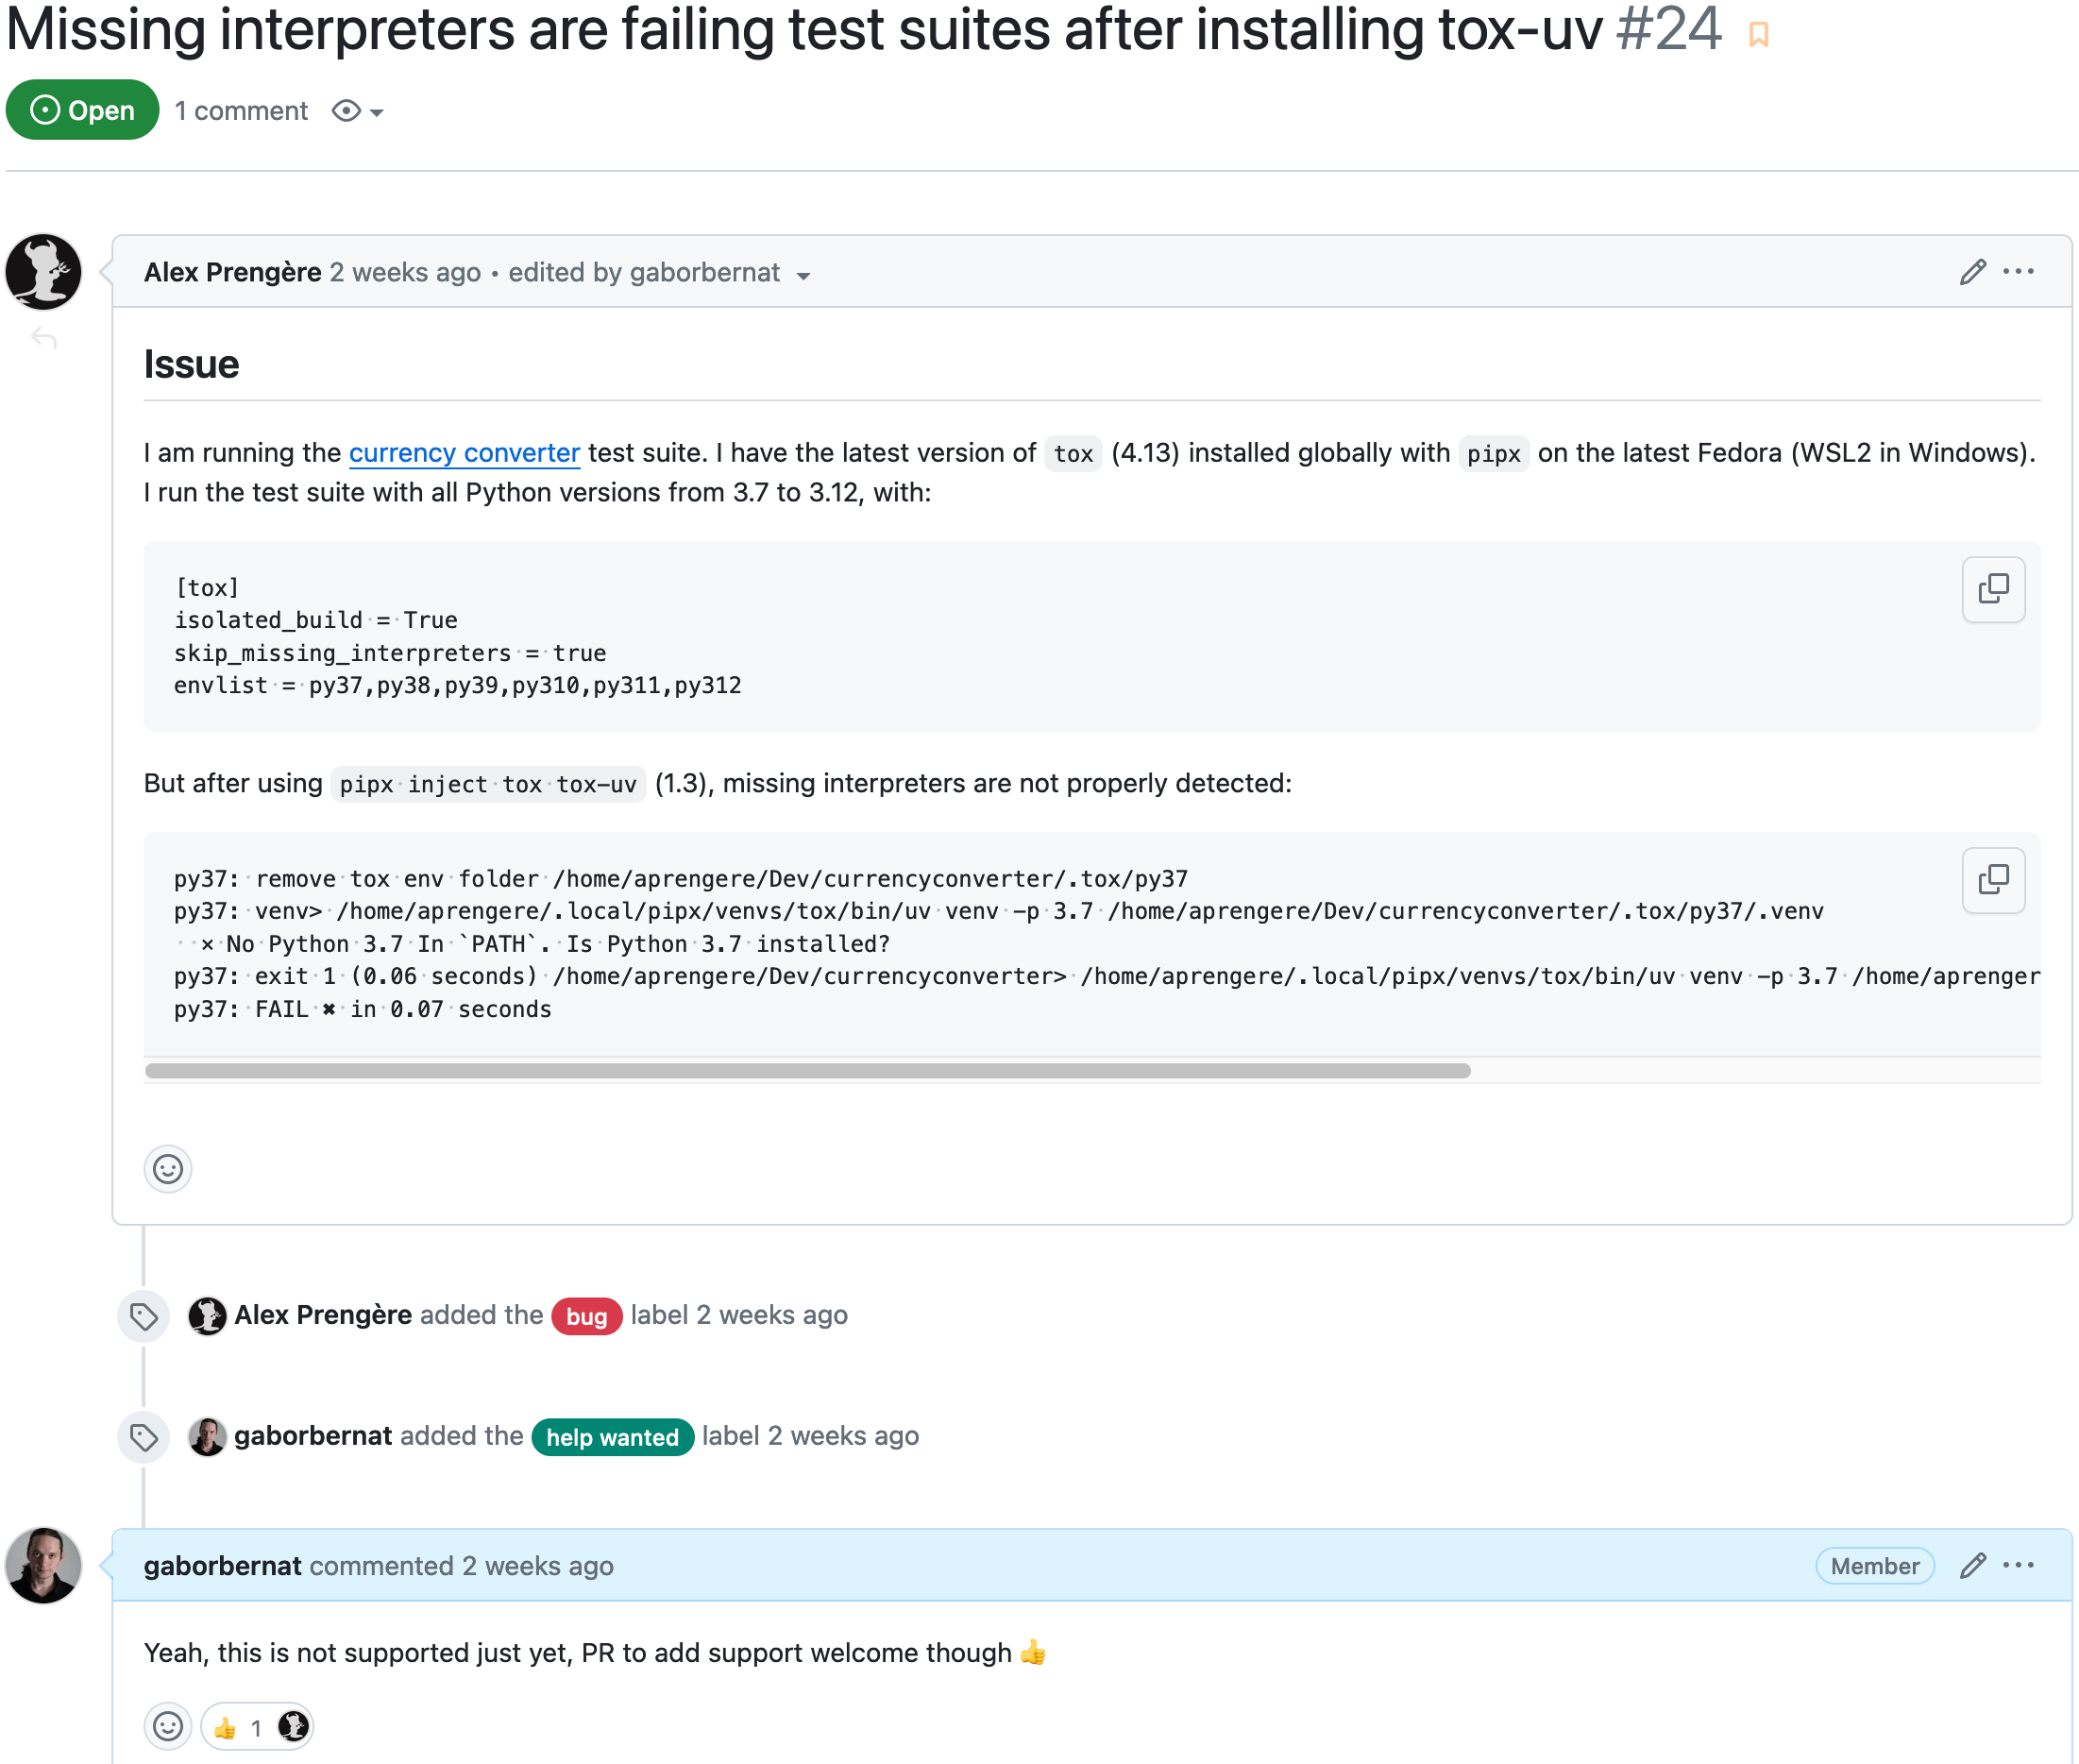 Missing interpreters are failing test suites after installing tox-uv #24
Open 1 comment
Alex Prengère 2 weeks ago • edited by gaborbernat
Issue
I am running the currency converter test suite. I have the latest version of tox (4.13) installed globally with pipx on the latest Fedora (WSL2 in Windows).
I run the test suite with all Python versions from 3.7 to 3.12, with:
[tox]
isolated_build = True
skip_missing_interpreters = true
envlist = py37,py38,py39,py310,py311,py312
But after using pipx inject tox tox-uv (1.3), missing interpreters are not properly detected:
py37: remove tox env folder /home/aprengere/Dev/currencyconverter/.tox/py37
py37: venv> /home/aprengere/.local/pipx/venvs/tox/bin/uv venv -p 3.7 /home/aprengere/Dev/currencyconverter/.tox/py37/.venv
  × No Python 3.7 In `PATH`. Is Python 3.7 installed?
py37: exit 1 (0.06 seconds) /home/aprengere/Dev/currencyconverter> /home/aprengere/.local/pipx/venvs/tox/bin/uv venv -p 3.7 /home/aprenger
py37: FAIL ✖ in 0.07 seconds
Alex Prengère added the bug label 2 weeks ago
gaborbernat added the help wanted label 2 weeks ago
gaborbernat commented 2 weeks ago Member
Yeah, this is not supported just yet, PR to add support welcome though 👍
👍 1